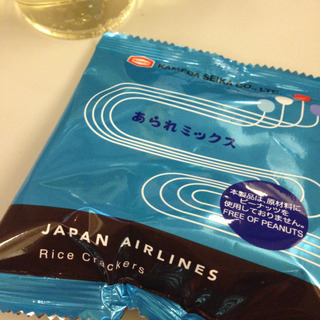 KAMEDA SEIKA CO., LTD.
あられミックス
本製品は、原材料に
ピーナッツを
使用しておりません。
FREE OF PEANUTS
JAPAN AIRLINES
Rice Crackers